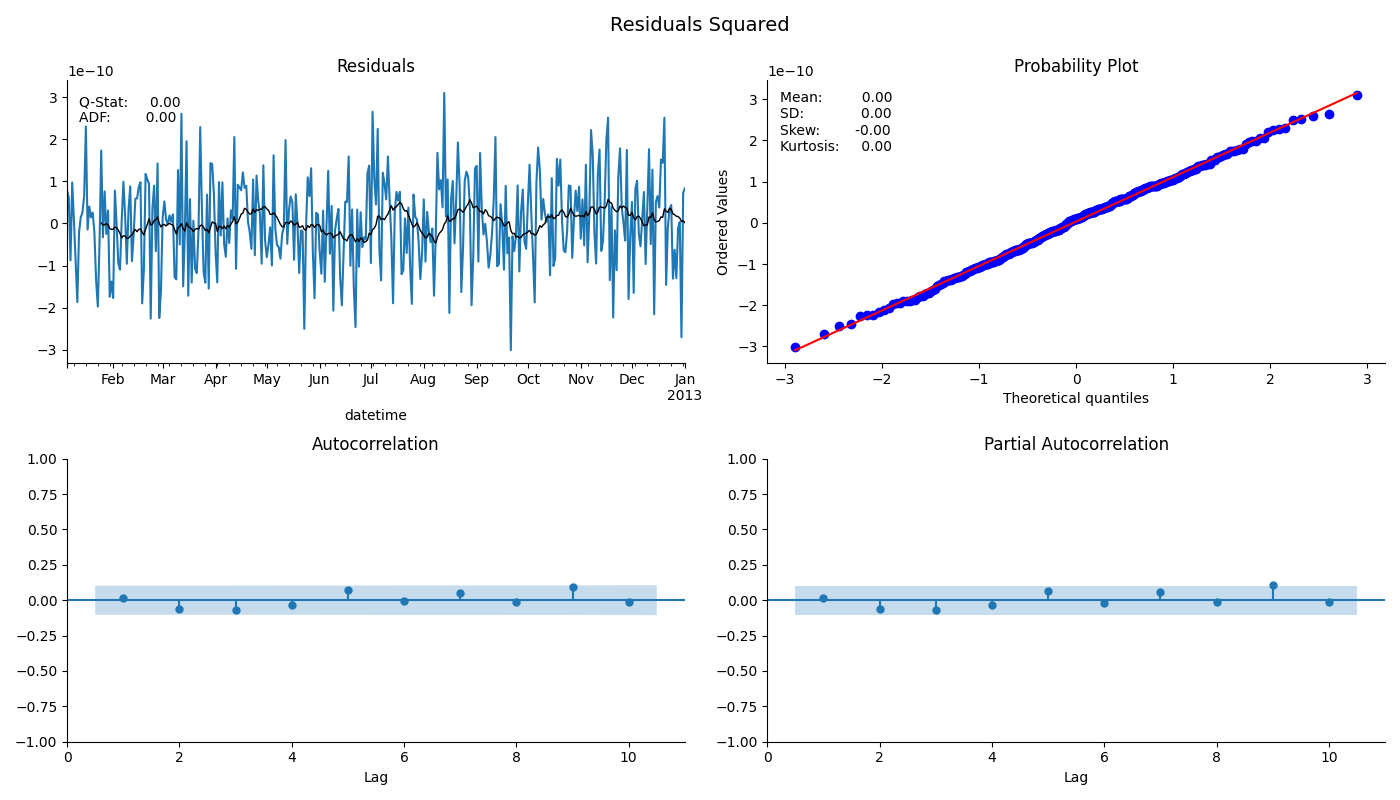 Residuals Squared
Residuals
1e−10
Q-Stat: 0.00
ADF: 0.00
3
2
1
0
−1
−2
−3
Feb Mar Apr May Jun Jul Aug Sep Oct Nov Dec Jan
2013
datetime
Probability Plot
1e−10
Mean: 0.00
SD: 0.00
Skew: -0.00
Kurtosis: 0.00
Ordered Values
3
2
1
0
−1
−2
−3
−3 −2 −1 0 1 2 3
Theoretical quantiles
Autocorrelation
1.00
0.75
0.50
0.25
0.00
−0.25
−0.50
−0.75
−1.00
0 2 4 6 8 10
Lag
Partial Autocorrelation
1.00
0.75
0.50
0.25
0.00
−0.25
−0.50
−0.75
−1.00
0 2 4 6 8 10
Lag